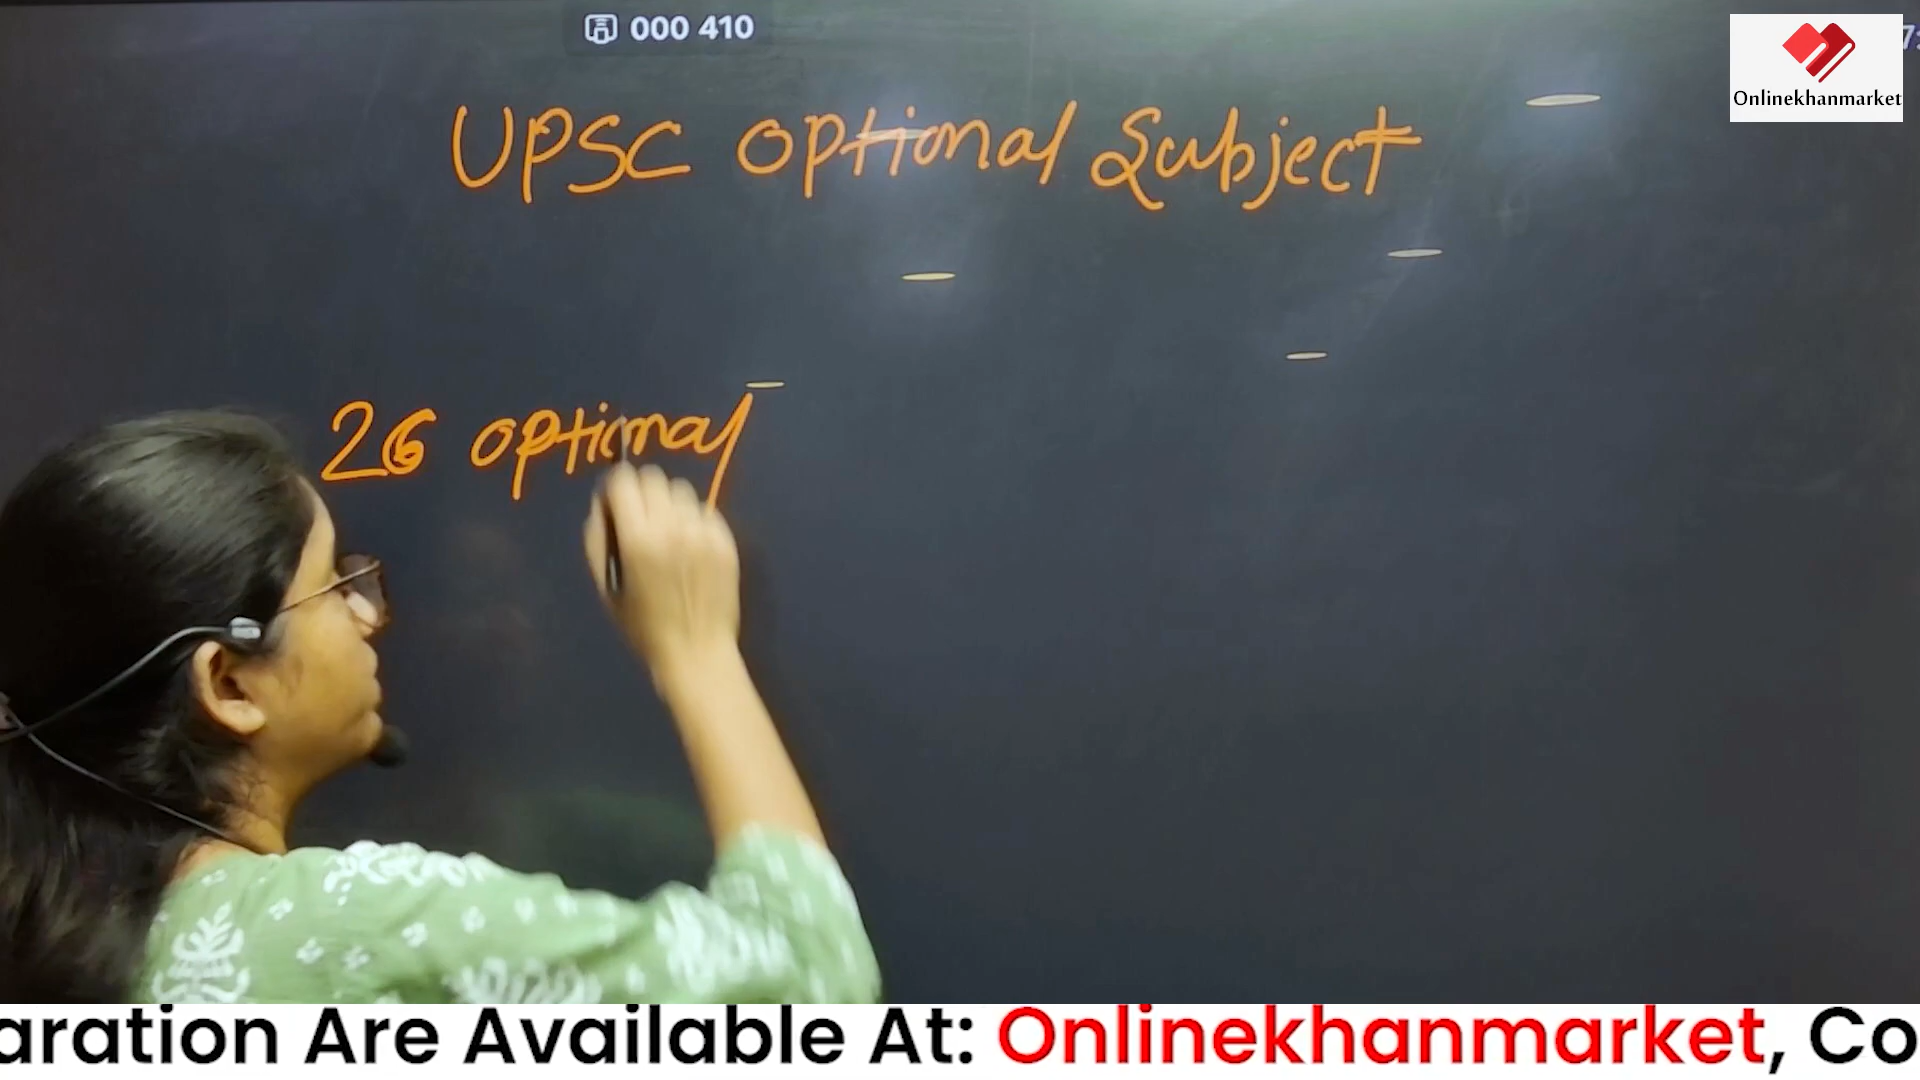 000 410
Onlinekhanmarket
UPSC Optional Subject
26 optional
aration Are Available At: Onlinekhanmarket, Co